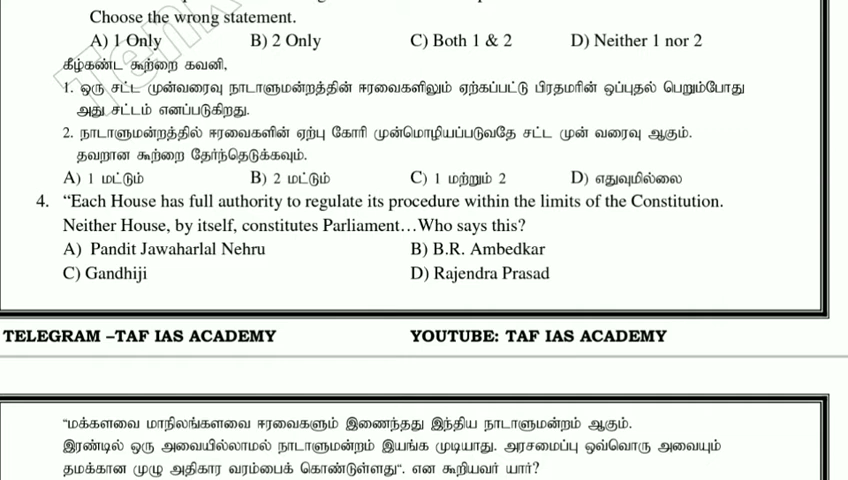 Choose the wrong statement.
A) 1 Only B) 2 Only C) Both 1 & 2 D) Neither 1 nor 2
கீழ்கண்ட கூற்றை கவனி,
1. ஒரு சட்ட முன்வரைவு நாடாளுமன்றத்தின் ஈரவைகளிலும் ஏற்கப்பட்டு பிரதமரின் ஒப்புதல் பெறும்போது
அது சட்டம் எனப்படுகிறது.
2. நாடாளுமன்றத்தில் ஈரவைகளின் ஏற்பு கோரி முன்மொழியப்படுவதே சட்ட முன் வரைவு ஆகும்.
தவறான கூற்றை தேர்ந்தெடுக்கவும்.
A) 1 மட்டும் B) 2 மட்டும் C) 1 மற்றும் 2 D) எதுவுமில்லை
4. “Each House has full authority to regulate its procedure within the limits of the Constitution.
Neither House, by itself, constitutes Parliament…Who says this?
A) Pandit Jawaharlal Nehru B) B.R. Ambedkar
C) Gandhiji D) Rajendra Prasad
TELEGRAM –TAF IAS ACADEMY YOUTUBE: TAF IAS ACADEMY
“மக்களவை மாநிலங்களவை ஈரவைகளும் இணைந்தது இந்திய நாடாளுமன்றம் ஆகும்.
இரண்டில் ஒரு அவையில்லாமல் நாடாளுமன்றம் இயங்க முடியாது. அரசமைப்பு ஒவ்வொரு அவையும்
தமக்கான முழு அதிகார வரம்பைக் கொண்டுள்ளது“. என கூறியவர் யார்?